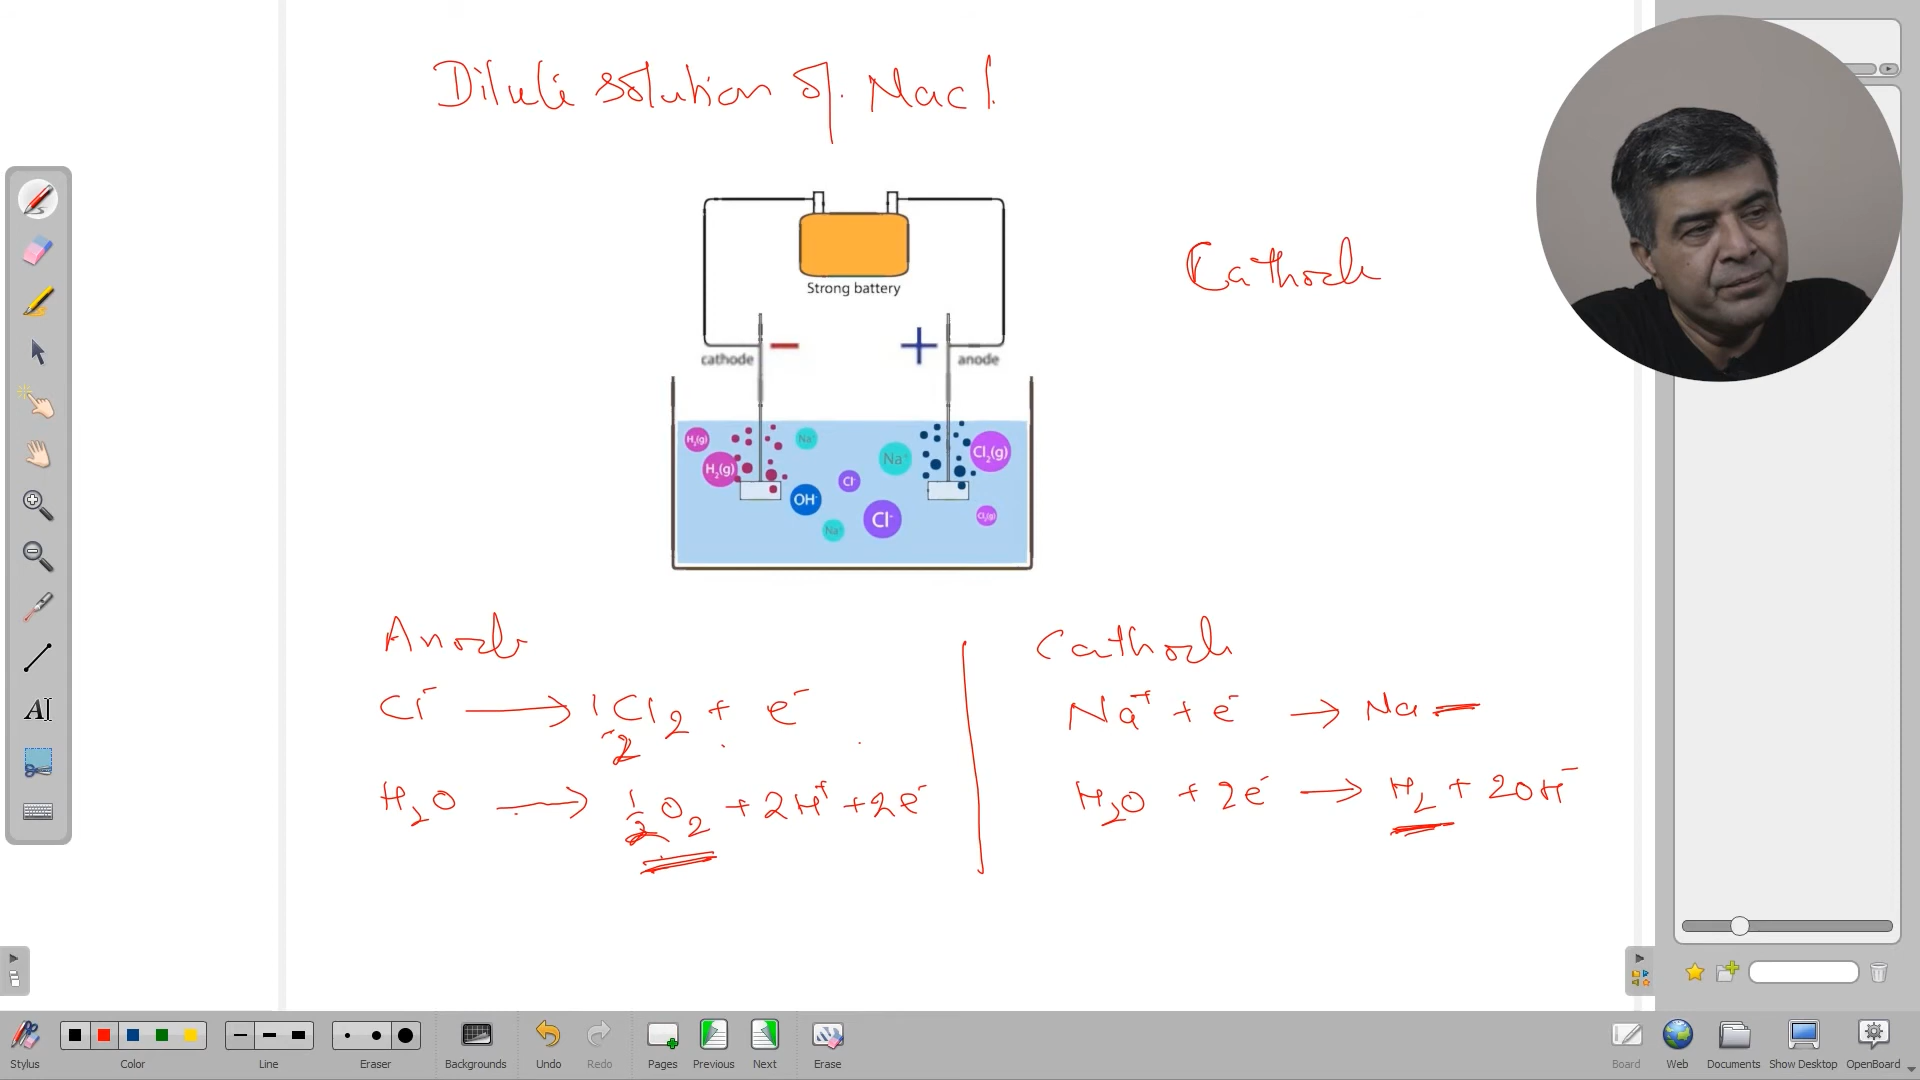 Dilute solution of NaCl.
Strong battery
Cathode
cathode − + anode
H₂(g) Na⁺ Cl₂(g)
H₂(g) Na⁺
OH⁻ Cl⁻
Na⁺ Cl⁻ Cl₂(g)
Anode
Cl⁻ → 1/2 Cl₂ + e⁻
H₂O → 1/2 O₂ + 2H⁺ + 2e⁻
Cathode
Na⁺ + e⁻ → Na
H₂O + 2e⁻ → H₂ + 2OH⁻
AI
Stylus Color Line Eraser Backgrounds Undo Redo Pages Previous Next Erase Board Web Documents Show Desktop OpenBoard